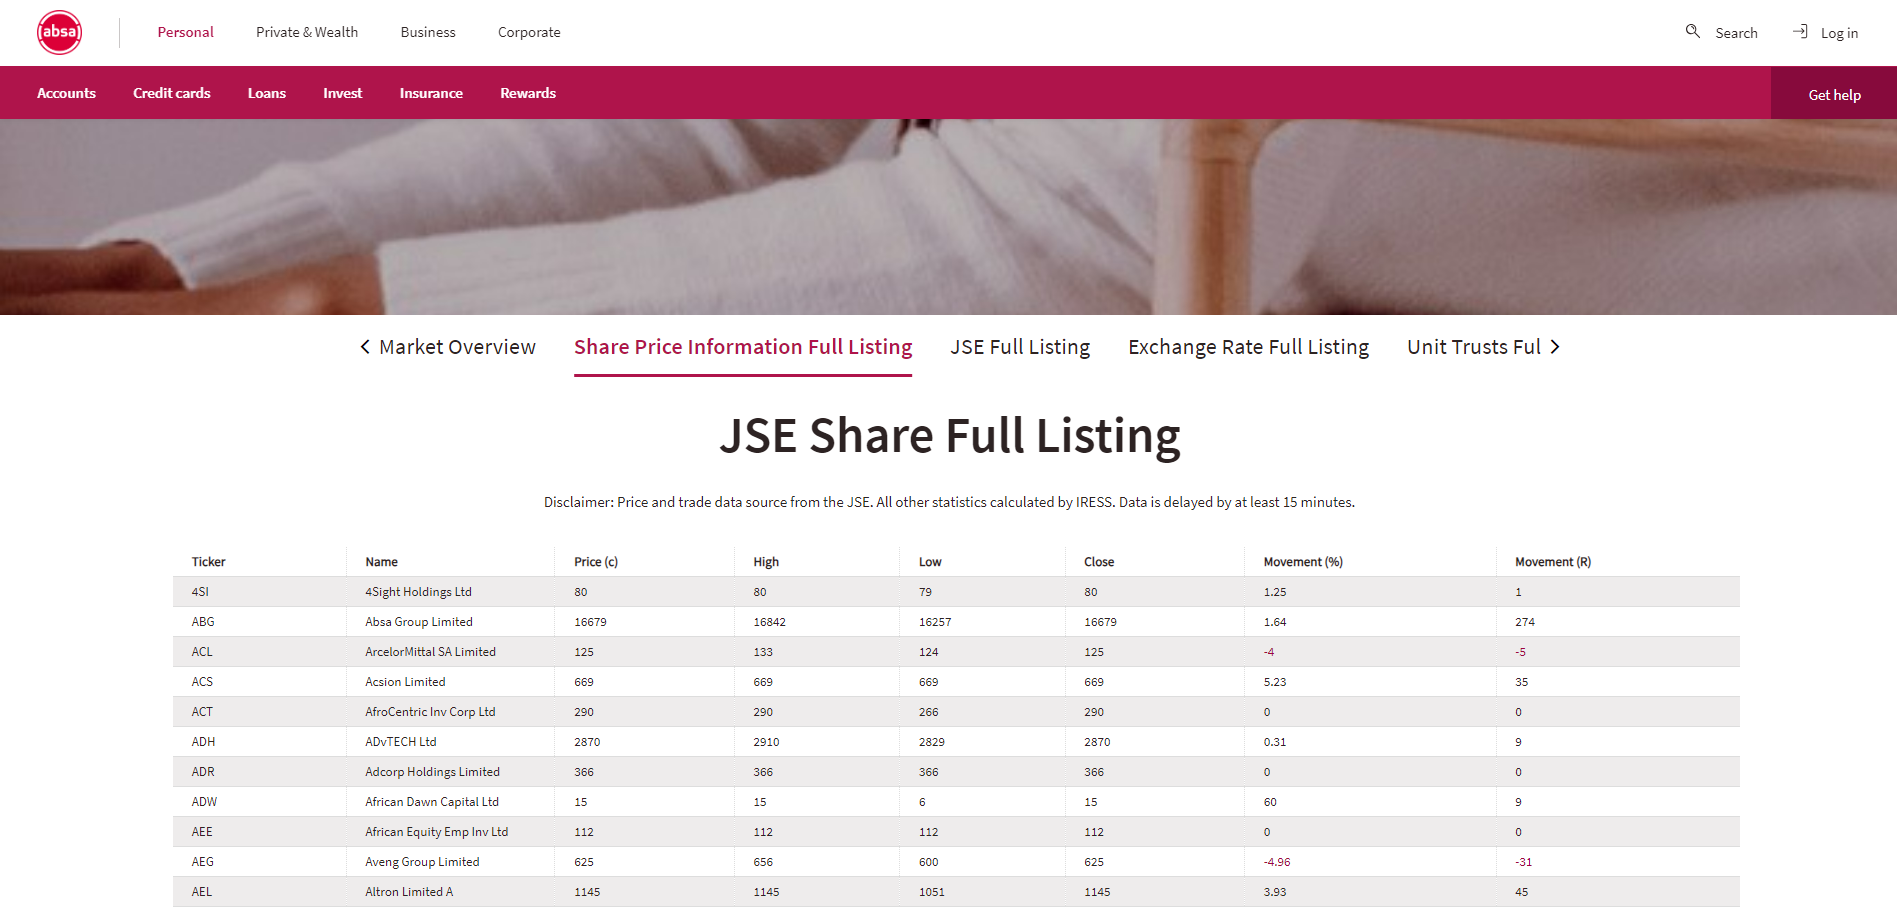 absa Personal Private & Wealth Business Corporate Search Log in
Accounts Credit cards Loans Invest Insurance Rewards Get help
Market Overview Share Price Information Full Listing JSE Full Listing Exchange Rate Full Listing Unit Trusts Ful
JSE Share Full Listing
Disclaimer: Price and trade data source from the JSE. All other statistics calculated by IRESS. Data is delayed by at least 15 minutes.
Ticker Name Price (c) High Low Close Movement (%) Movement (R)
4SI 4Sight Holdings Ltd 80 80 79 80 1.25 1
ABG Absa Group Limited 16679 16842 16257 16679 1.64 274
ACL ArcelorMittal SA Limited 125 133 124 125 -4 -5
ACS Acsion Limited 669 669 669 669 5.23 35
ACT AfroCentric Inv Corp Ltd 290 290 266 290 0 0
ADH ADvTECH Ltd 2870 2910 2829 2870 0.31 9
ADR Adcorp Holdings Limited 366 366 366 366 0 0
ADW African Dawn Capital Ltd 15 15 6 15 60 9
AEE African Equity Emp Inv Ltd 112 112 112 112 0 0
AEG Aveng Group Limited 625 656 600 625 -4.96 -31
AEL Altron Limited A 1145 1145 1051 1145 3.93 45